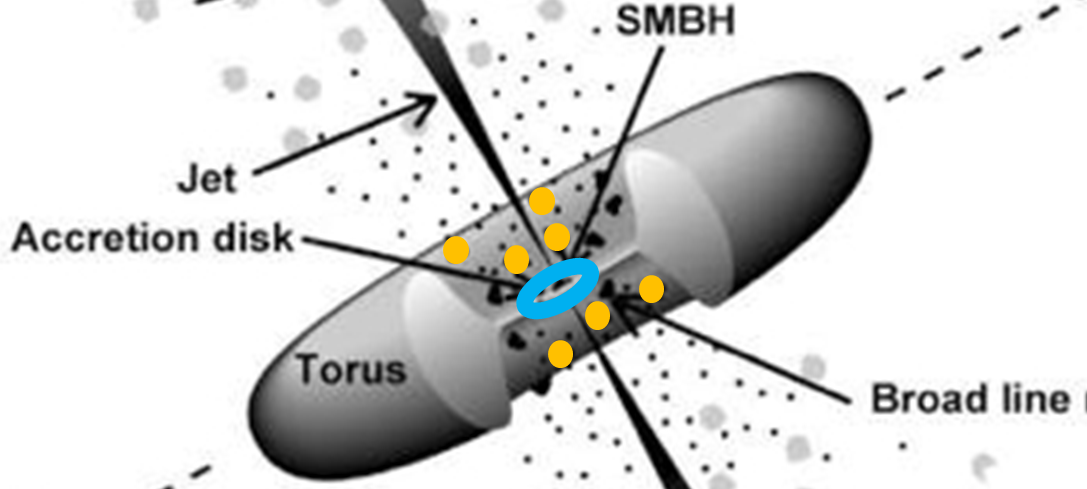 SMBH
Jet
Accretion disk
Torus
Broad line